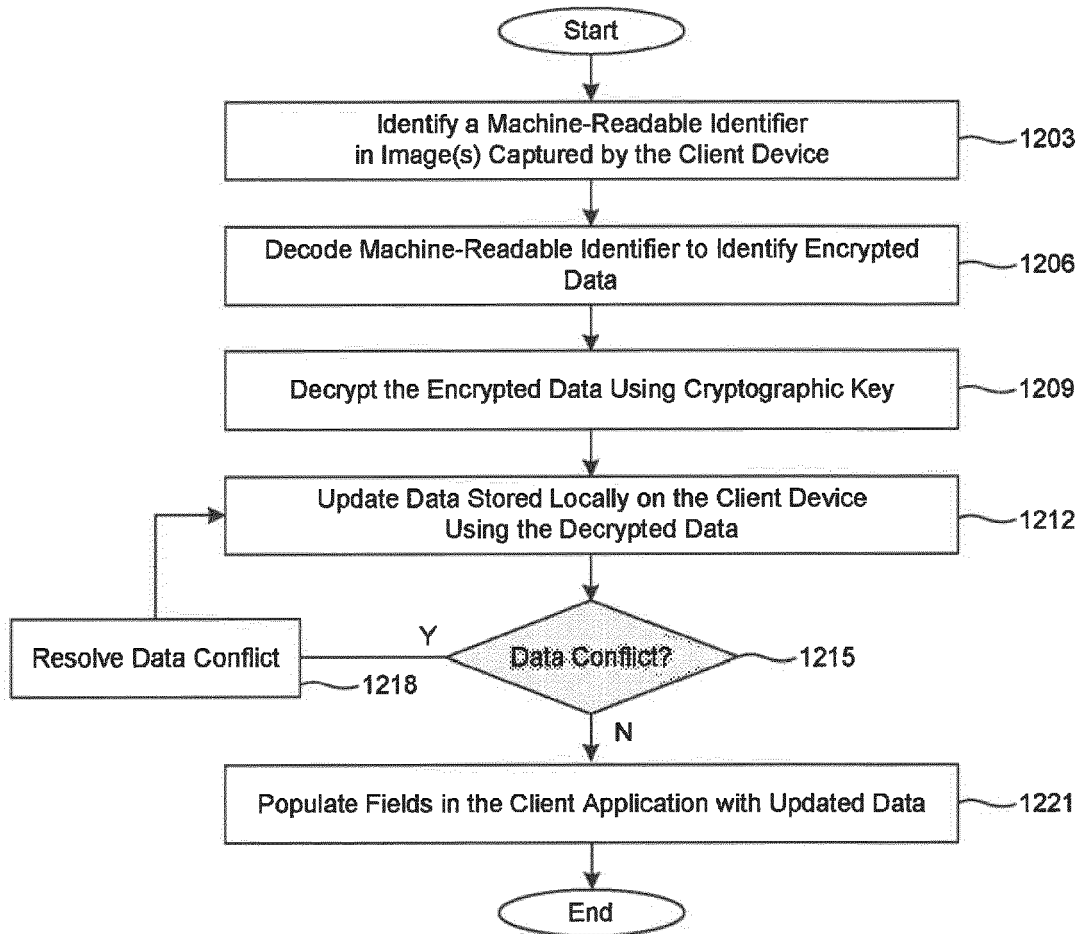 Start
Identify a Machine-Readable Identifier
in Image(s) Captured by the Client Device
1203
Decode Machine-Readable Identifier to Identify Encrypted
Data
1206
Decrypt the Encrypted Data Using Cryptographic Key
1209
Update Data Stored Locally on the Client Device
Using the Decrypted Data
1212
Resolve Data Conflict
1218
Y
Data Conflict?
1215
N
Populate Fields in the Client Application with Updated Data
1221
End